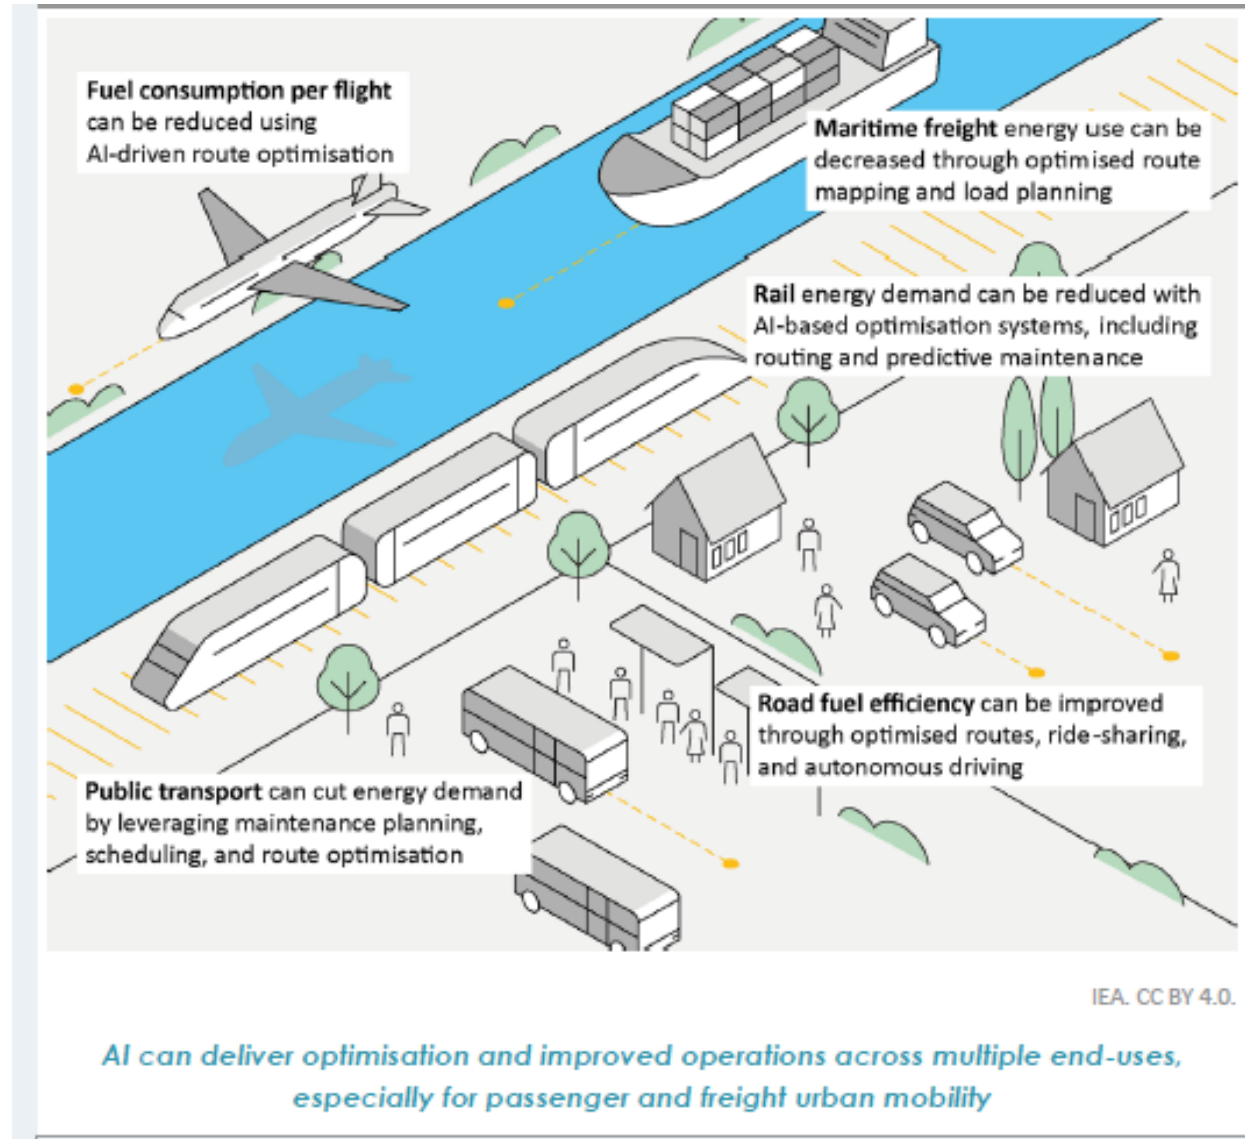 Fuel consumption per flight
can be reduced using
AI-driven route optimisation
Maritime freight energy use can be
decreased through optimised route
mapping and load planning
Rail energy demand can be reduced with
AI-based optimisation systems, including
routing and predictive maintenance
Road fuel efficiency can be improved
through optimised routes, ride-sharing,
and autonomous driving
Public transport can cut energy demand
by leveraging maintenance planning,
scheduling, and route optimisation
IEA. CC BY 4.0.
AI can deliver optimisation and improved operations across multiple end-uses,
especially for passenger and freight urban mobility